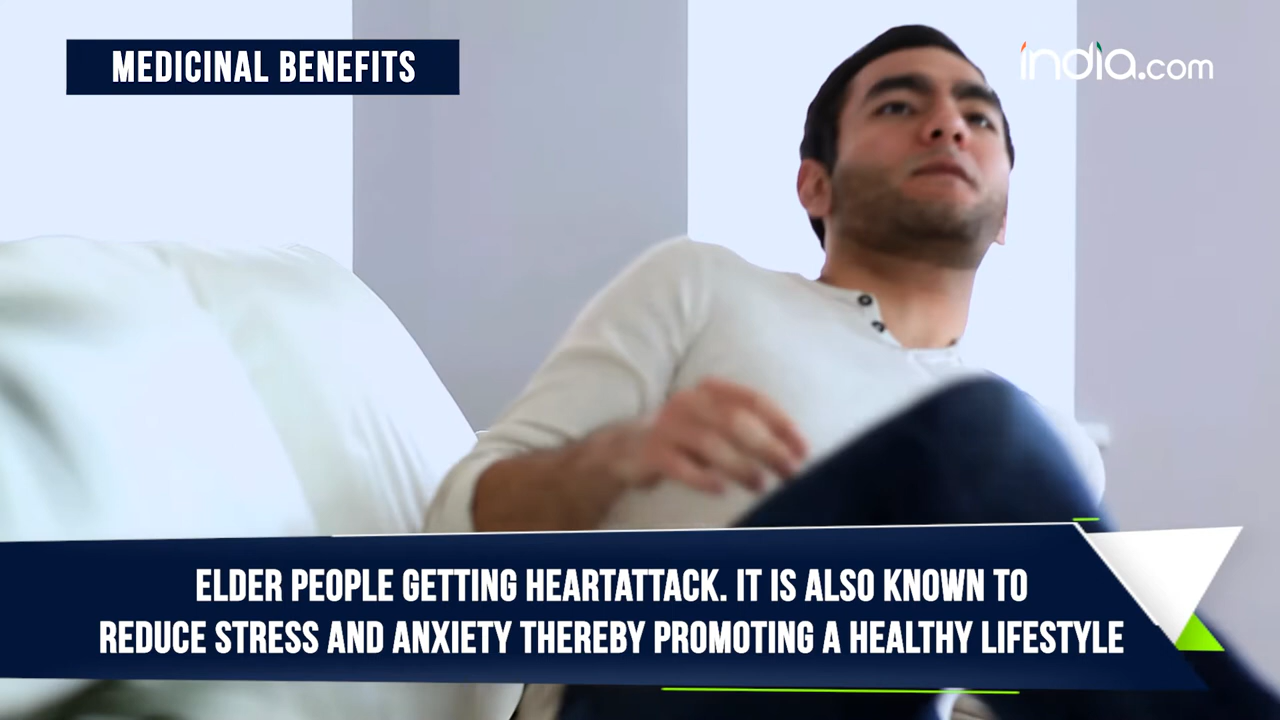 MEDICINAL BENEFITS
india.com
ELDER PEOPLE GETTING HEARTATTACK. IT IS ALSO KNOWN TO
REDUCE STRESS AND ANXIETY THEREBY PROMOTING A HEALTHY LIFESTYLE